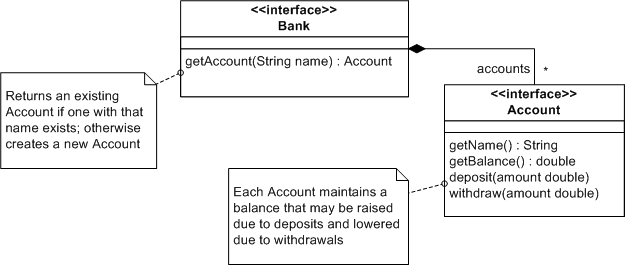 <<interface>>
Bank
getAccount(String name) : Account
accounts
*
Returns an existing
Account if one with that
name exists; otherwise
creates a new Account
<<interface>>
Account
getName() : String
getBalance() : double
deposit(amount double)
withdraw(amount double)
Each Account maintains a
balance that may be raised
due to deposits and lowered
due to withdrawals